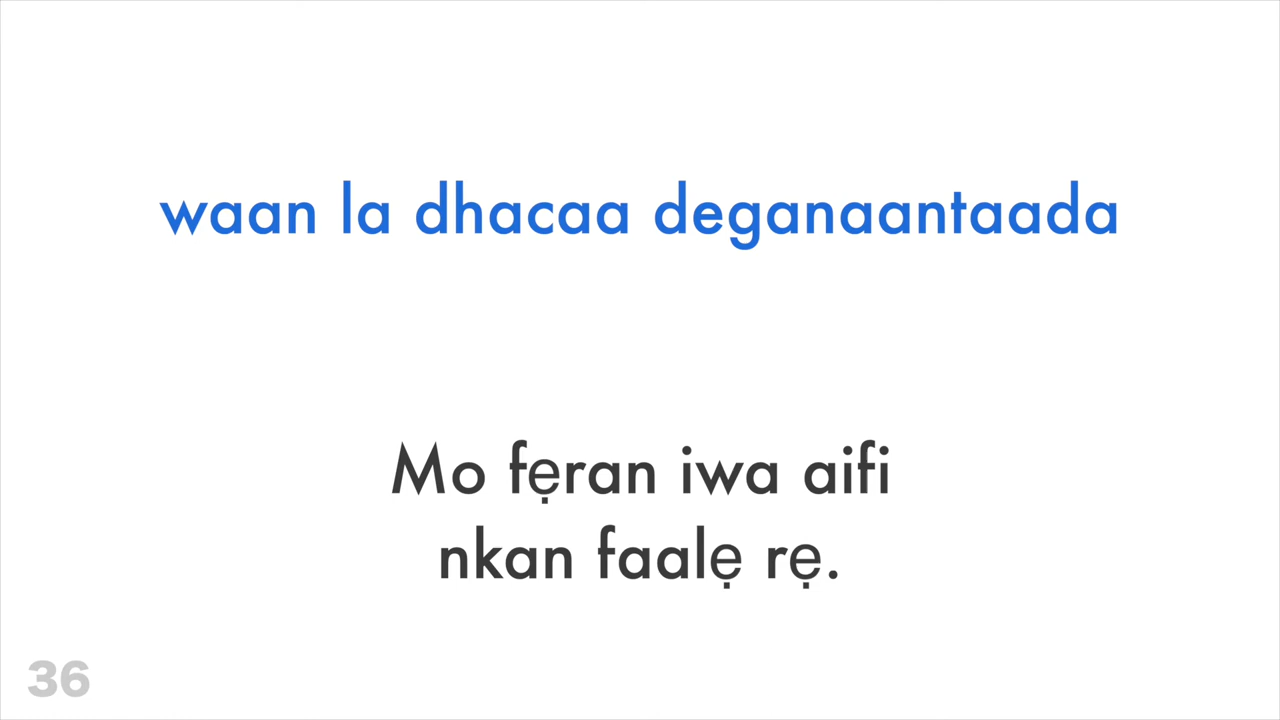 waan la dhacaa deganaantaada
Mo fẹran iwa aifi
nkan faalẹ rẹ.
36